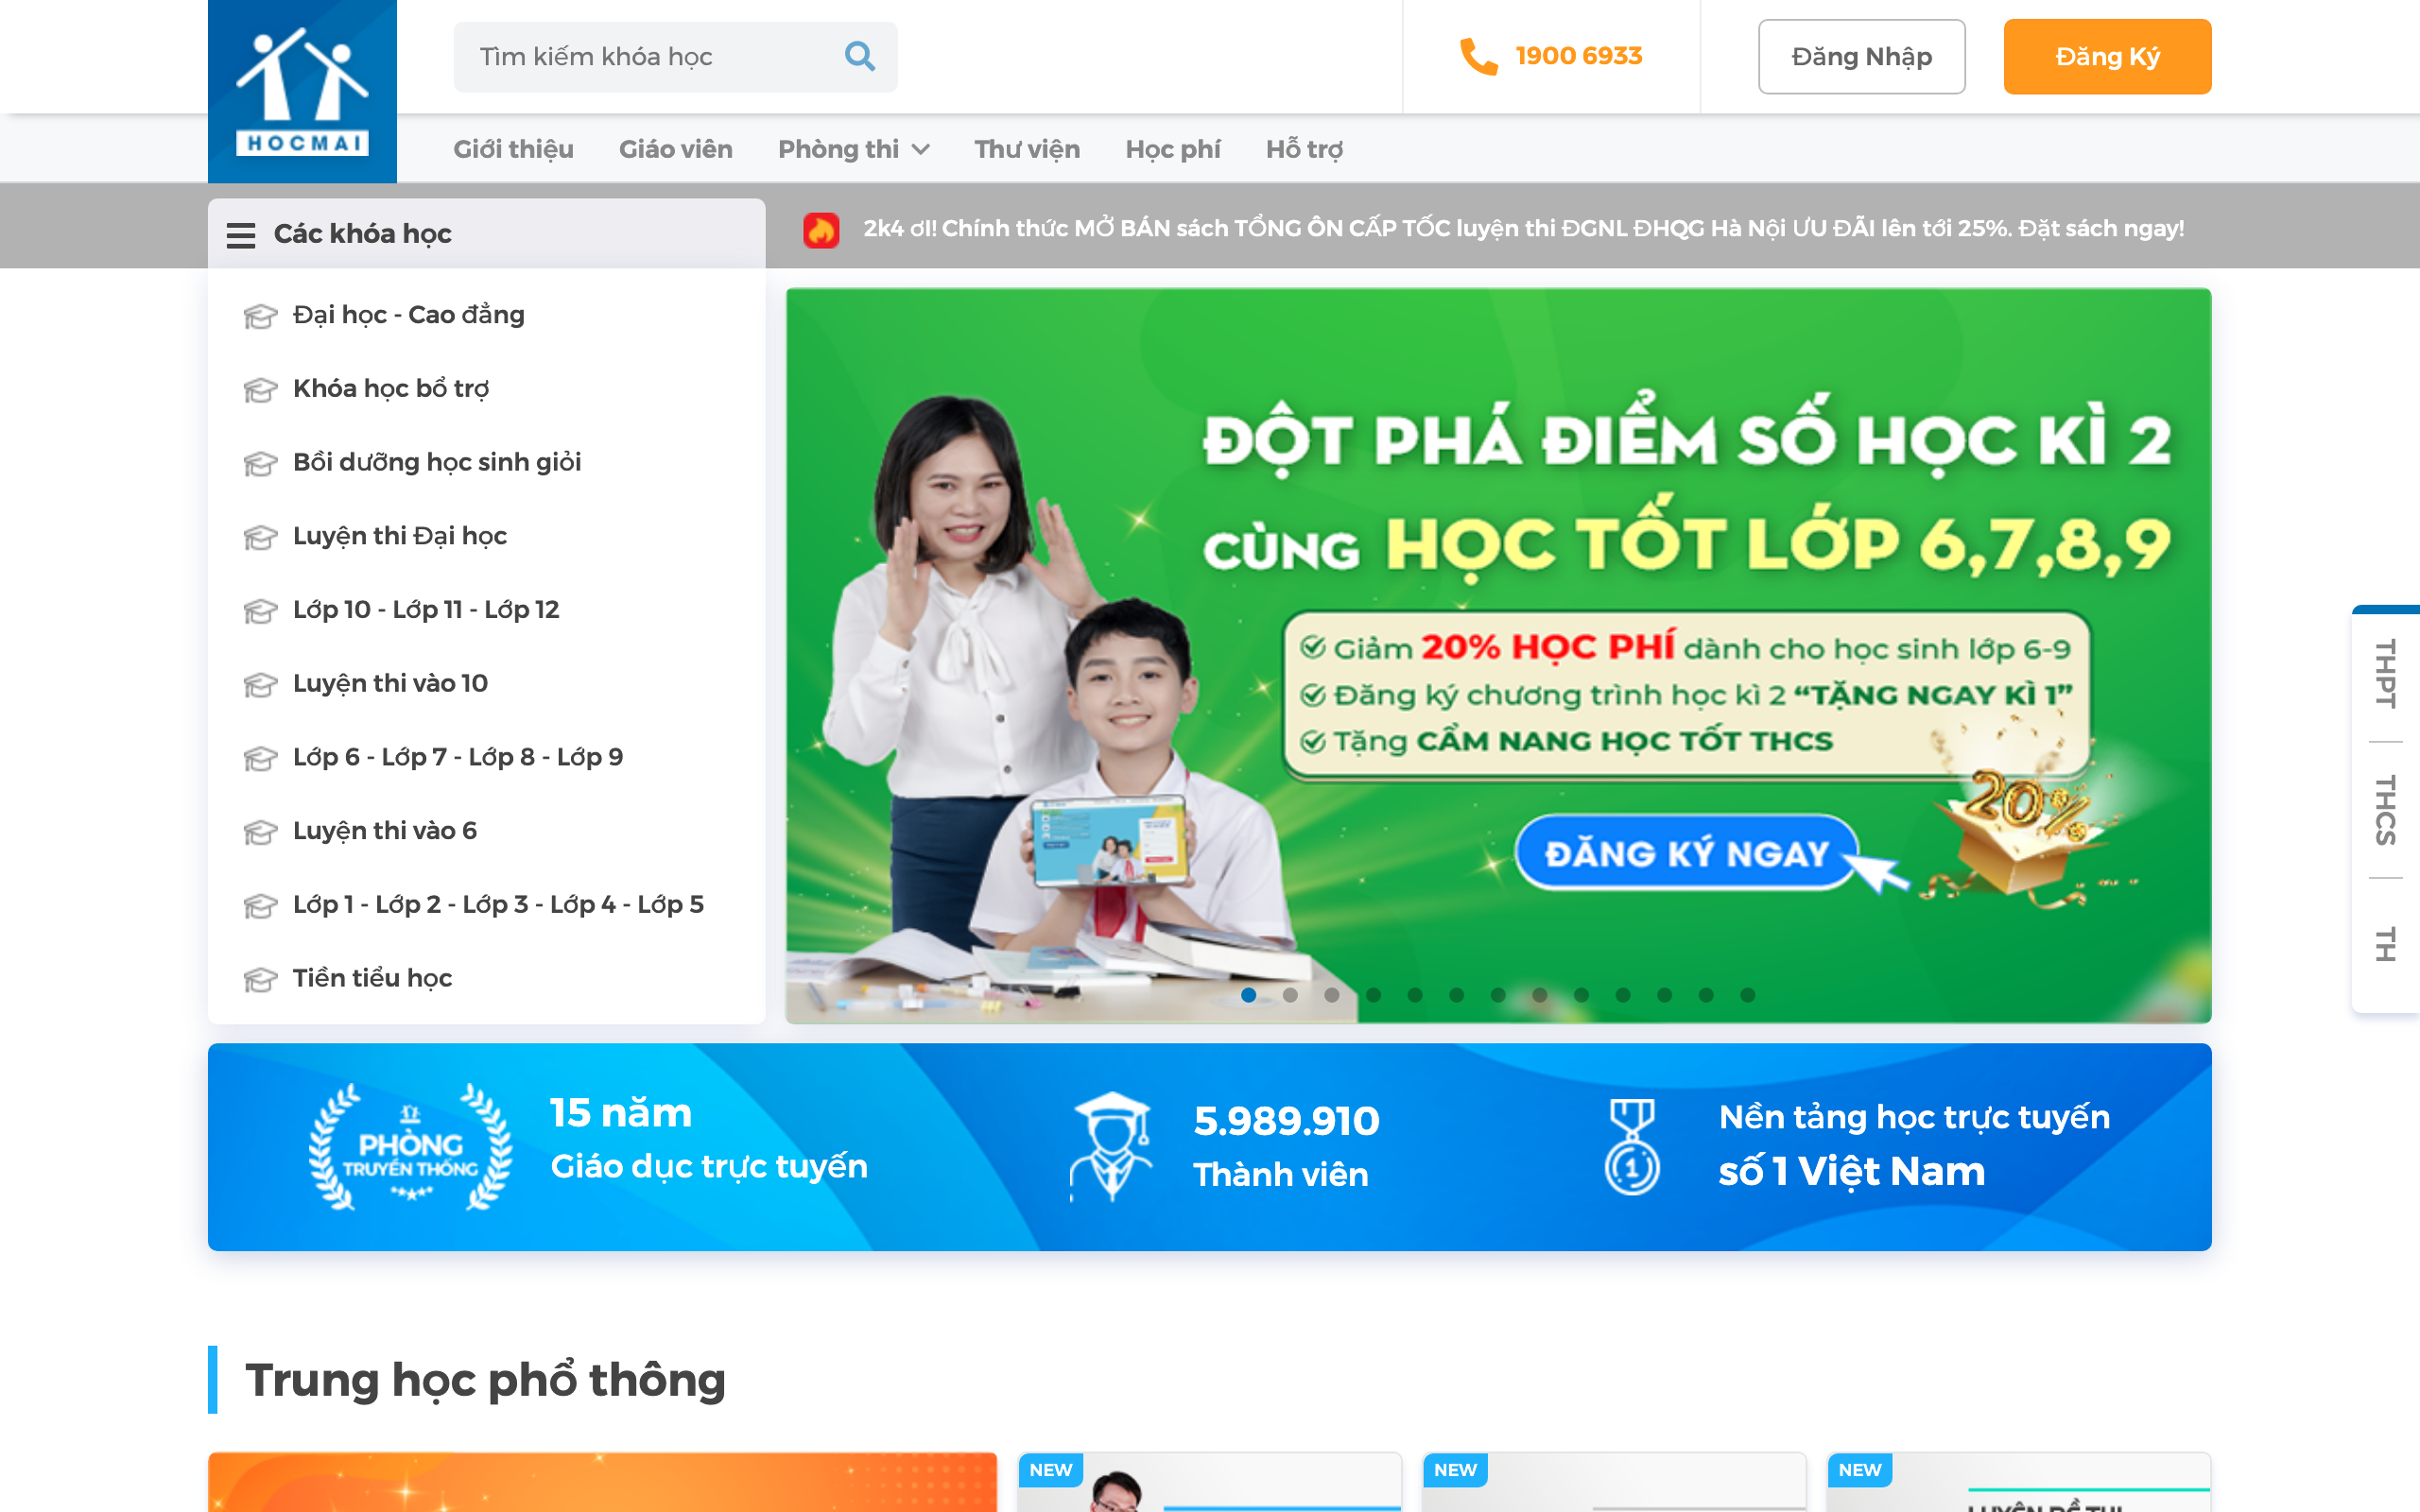 HOCMAI
Tìm kiếm khóa học
1900 6933
Đăng Nhập
Đăng Ký
Giới thiệu
Giáo viên
Phòng thi
Thư viện
Học phí
Hỗ trợ
Các khóa học
2k4 ơi! Chính thức MỞ BÁN sách TỔNG ÔN CẤP TỐC luyện thi ĐGNL ĐHQG Hà Nội ƯU ĐÃI lên tới 25%. Đặt sách ngay!
Đại học - Cao đẳng
Khóa học bổ trợ
Bồi dưỡng học sinh giỏi
Luyện thi Đại học
Lớp 10 - Lớp 11 - Lớp 12
Luyện thi vào 10
Lớp 6 - Lớp 7 - Lớp 8 - Lớp 9
Luyện thi vào 6
Lớp 1 - Lớp 2 - Lớp 3 - Lớp 4 - Lớp 5
Tiền tiểu học
ĐỘT PHÁ ĐIỂM SỐ HỌC KÌ 2
CÙNG HỌC TỐT LỚP 6,7,8,9
Giảm 20% HỌC PHÍ dành cho học sinh lớp 6-9
Đăng ký chương trình học kì 2 “TẶNG NGAY KÌ 1”
Tặng CẨM NANG HỌC TỐT THCS
20%
ĐĂNG KÝ NGAY
THPT
THCS
TH
PHÒNG
TRUYỀN THỐNG
15 năm
Giáo dục trực tuyến
5.989.910
Thành viên
1
Nền tảng học trực tuyến
số 1 Việt Nam
Trung học phổ thông
NEW
NEW
NEW
LUYỆN ĐỀ THI